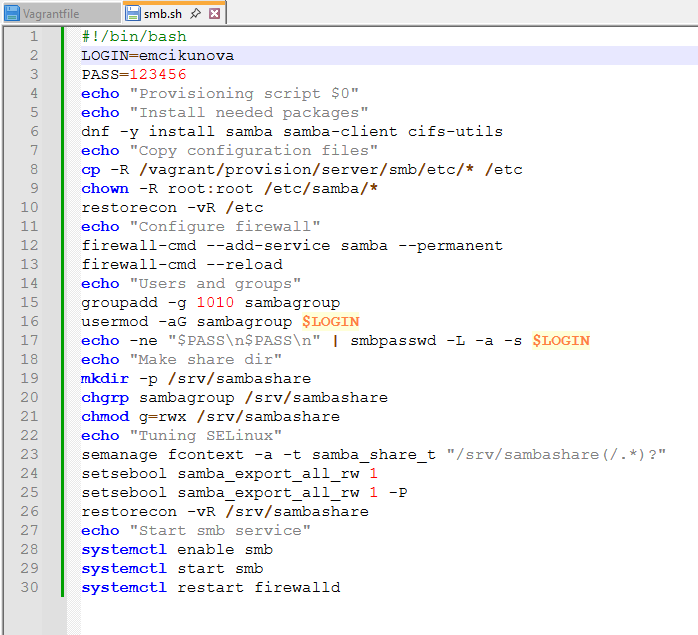 Vagrantfile smb.sh
1 #!/bin/bash
2 LOGIN=emcikunova
3 PASS=123456
4 echo "Provisioning script $0"
5 echo "Install needed packages"
6 dnf -y install samba samba-client cifs-utils
7 echo "Copy configuration files"
8 cp -R /vagrant/provision/server/smb/etc/* /etc
9 chown -R root:root /etc/samba/*
10 restorecon -vR /etc
11 echo "Configure firewall"
12 firewall-cmd --add-service samba --permanent
13 firewall-cmd --reload
14 echo "Users and groups"
15 groupadd -g 1010 sambagroup
16 usermod -aG sambagroup $LOGIN
17 echo -ne "$PASS\n$PASS\n" | smbpasswd -L -a -s $LOGIN
18 echo "Make share dir"
19 mkdir -p /srv/sambashare
20 chgrp sambagroup /srv/sambashare
21 chmod g=rwx /srv/sambashare
22 echo "Tuning SELinux"
23 semanage fcontext -a -t samba_share_t "/srv/sambashare(/.*)?"
24 setsebool samba_export_all_rw 1
25 setsebool samba_export_all_rw 1 -P
26 restorecon -vR /srv/sambashare
27 echo "Start smb service"
28 systemctl enable smb
29 systemctl start smb
30 systemctl restart firewalld